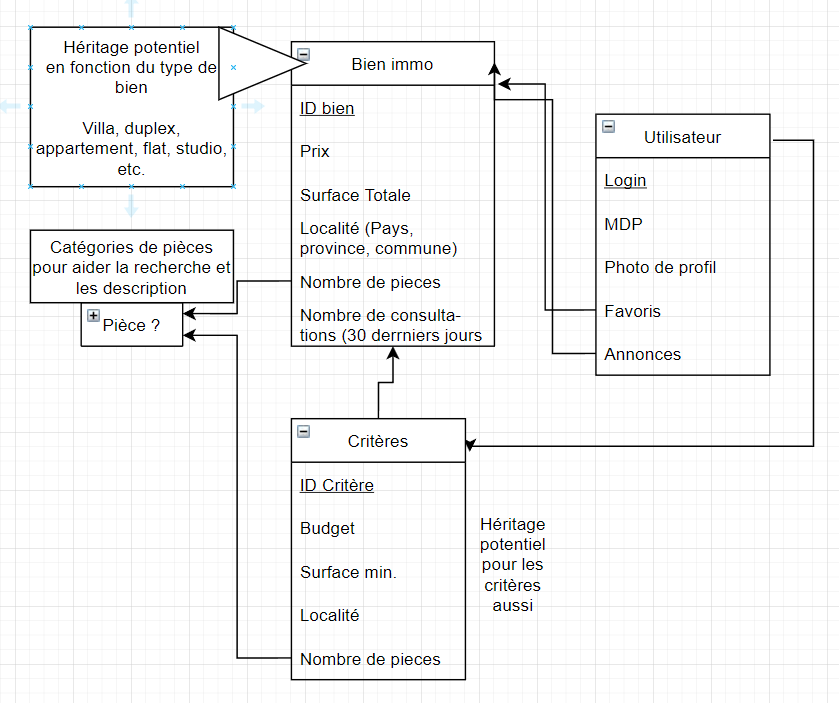 Héritage potentiel
en fonction du type de
bien
Villa, duplex,
appartement, flat, studio,
etc.
Catégories de pièces
pour aider la recherche et
les description
Pièce ?
Bien immo
ID bien
Prix
Surface Totale
Localité (Pays,
province, commune)
Nombre de pieces
Nombre de consulta-
tions (30 derrniers jours
Utilisateur
Login
MDP
Photo de profil
Favoris
Annonces
Critères
ID Critère
Budget
Surface min.
Localité
Nombre de pieces
Héritage
potentiel
pour les
critères
aussi